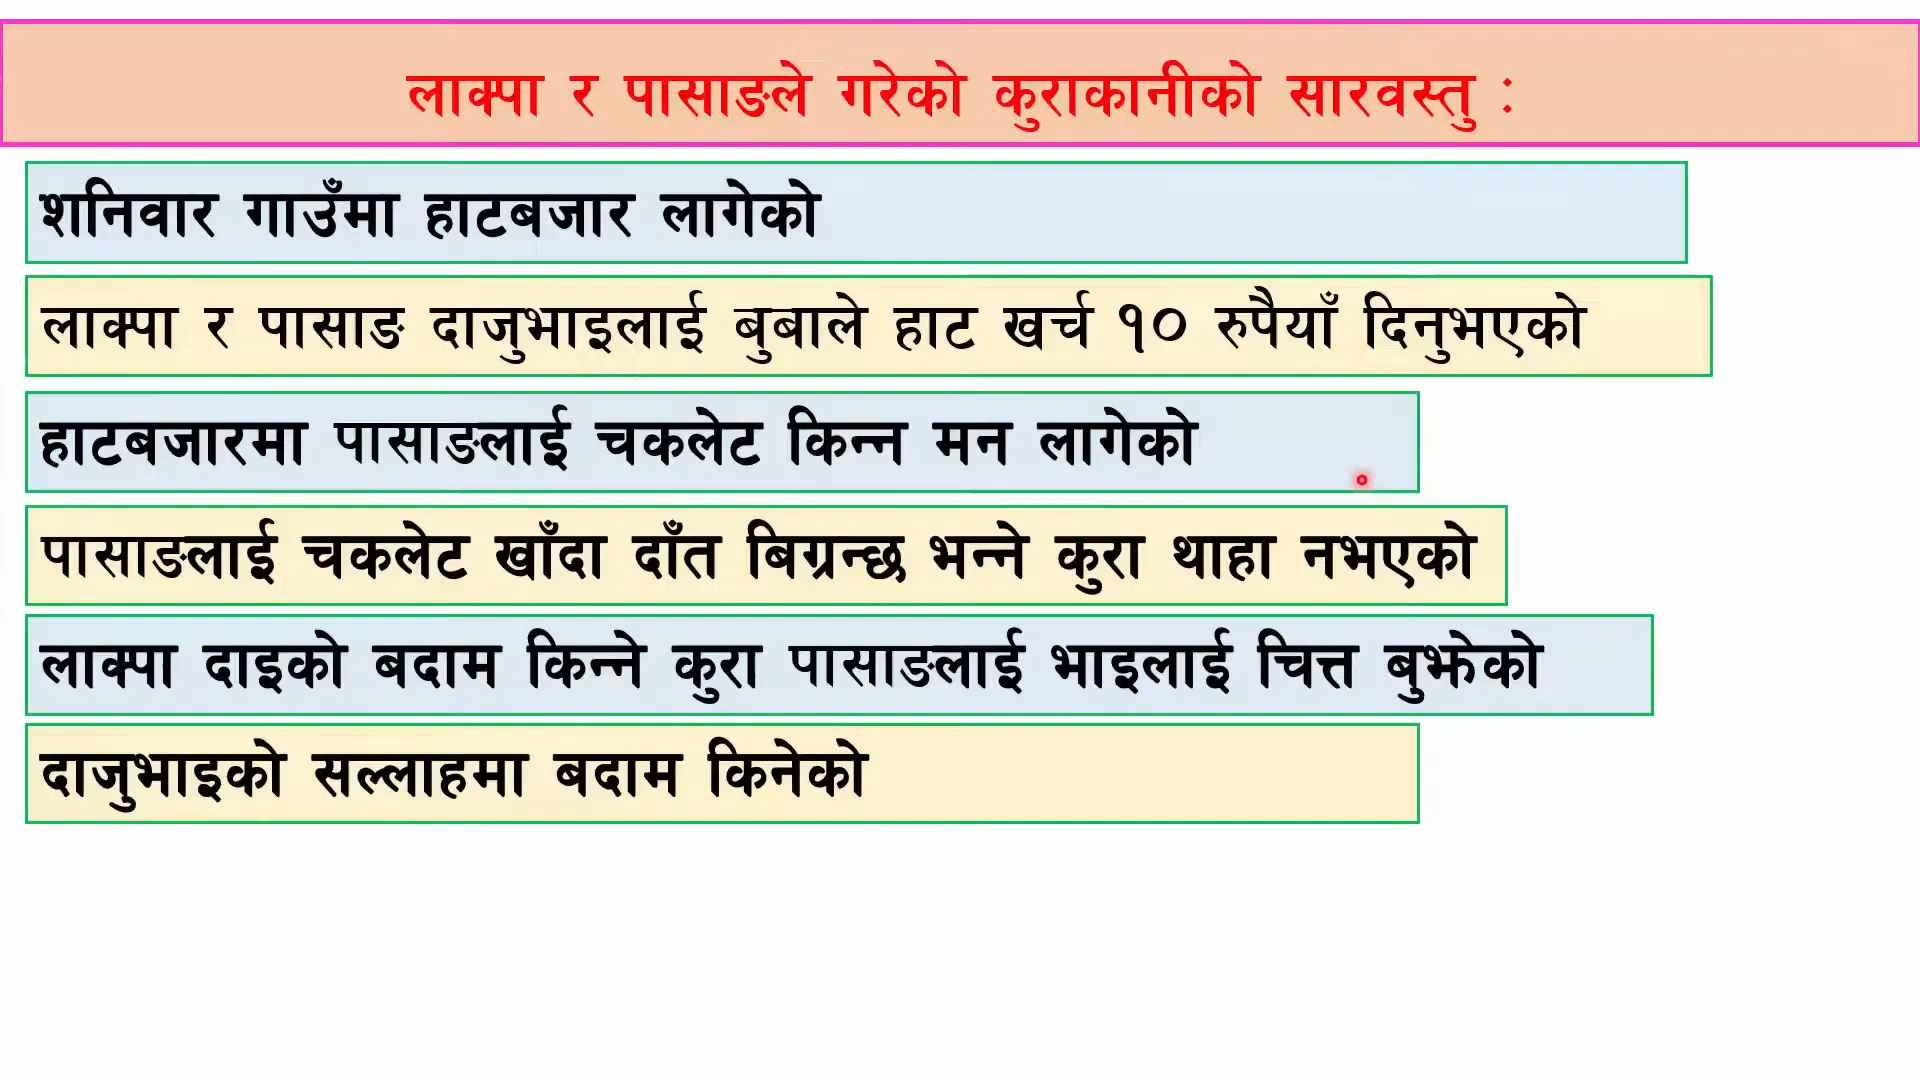 लाक्पा र पासाङले गरेको कुराकानीको सारवस्तु :
शनिवार गाउँमा हाटबजार लागेको
लाक्पा र पासाङ दाजुभाइलाई बुबाले हाट खर्च १० रुपैयाँ दिनुभएको
हाटबजारमा पासाङलाई चकलेट किन्न मन लागेको
पासाङलाई चकलेट खाँदा दाँत बिग्रन्छ भन्ने कुरा थाहा नभएको
लाक्पा दाइको बदाम किन्ने कुरा पासाङलाई भाइलाई चित्त बुझेको
दाजुभाइको सल्लाहमा बदाम किनेको